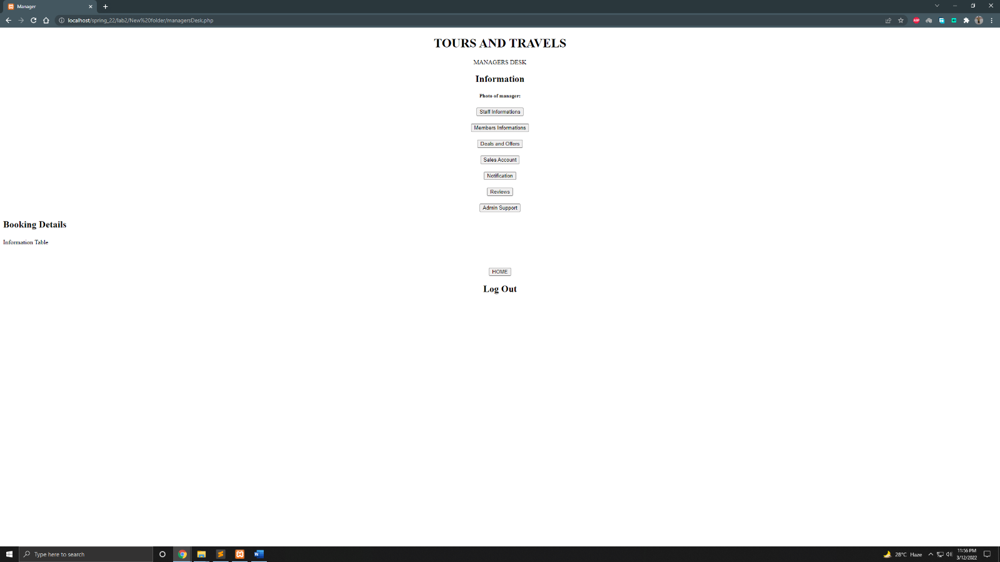 Manager
localhost/spring_22/lab2/New%20folder/managersDesk.php
ABP
TOURS AND TRAVELS
MANAGERS DESK
Information
Photo of manager:
Staff Informations
Members Informations
Deals and Offers
Sales Account
Notification
Reviews
Admin Support
Booking Details
Information Table
HOME
Log Out
Type here to search
28°C Haze
11:56 PM
3/12/2022